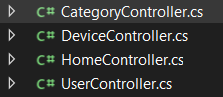 C# CategoryController.cs
C# DeviceController.cs
C# HomeController.cs
C# UserController.cs